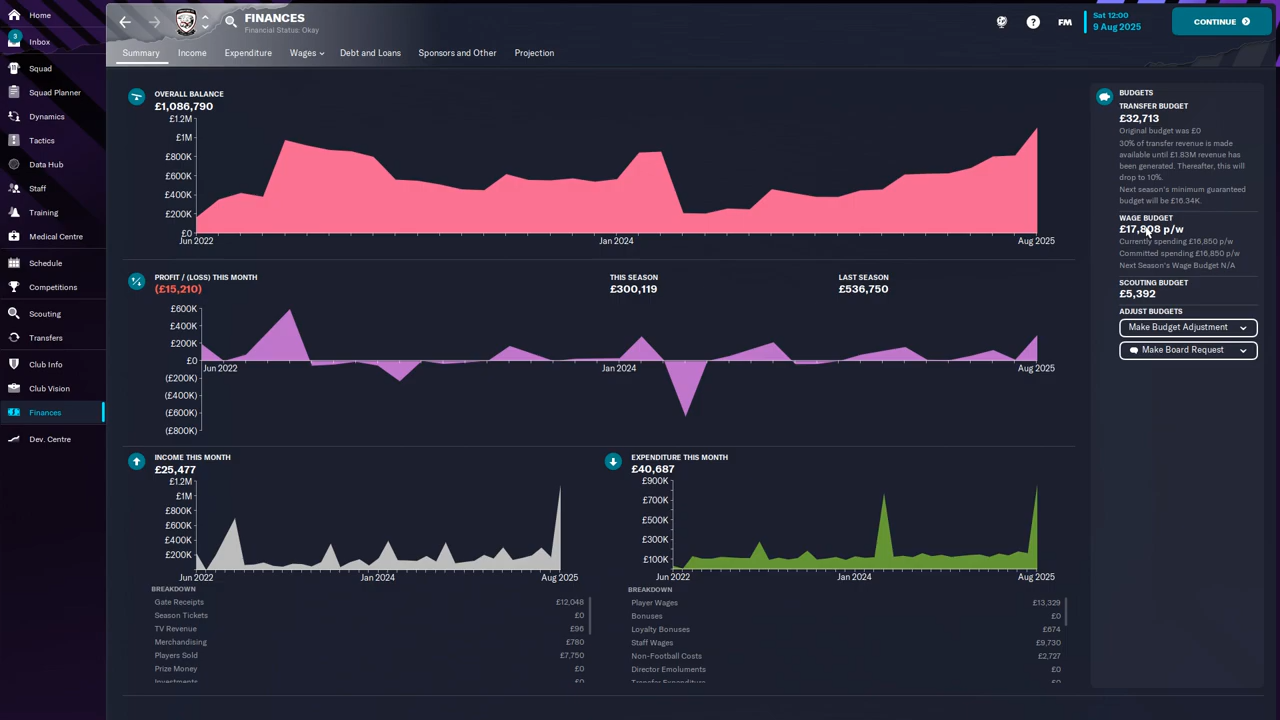 Home
3
Inbox
Squad
Squad Planner
Dynamics
Tactics
Data Hub
Staff
Training
Medical Centre
Schedule
Competitions
Scouting
Transfers
Club Info
Club Vision
Finances
Dev. Centre
FINANCES
Financial Status: Okay
?
FM
Sat 12:00
9 Aug 2025
CONTINUE
Summary
Income
Expenditure
Wages
Debt and Loans
Sponsors and Other
Projection
OVERALL BALANCE
£1,086,790
£1.2M
£1M
£800K
£600K
£400K
£200K
£0
Jun 2022
Jan 2024
Aug 2025
PROFIT / (LOSS) THIS MONTH
(£15,210)
THIS SEASON
£300,119
LAST SEASON
£536,750
£600K
£400K
£200K
£0
(£200K)
(£400K)
(£600K)
(£800K)
Jun 2022
Jan 2024
Aug 2025
INCOME THIS MONTH
£25,477
£1.2M
£1M
£800K
£600K
£400K
£200K
Jun 2022
Jan 2024
Aug 2025
BREAKDOWN
Gate Receipts £12,048
Season Tickets £0
TV Revenue £96
Merchandising £780
Players Sold £7,750
Prize Money £0
Investments £0
EXPENDITURE THIS MONTH
£40,687
£900K
£700K
£500K
£300K
£100K
Jun 2022
Jan 2024
Aug 2025
BREAKDOWN
Player Wages £13,329
Bonuses £0
Loyalty Bonuses £674
Staff Wages £9,730
Non-Football Costs £2,727
Director Emoluments £0
Transfer Expenditure £0
BUDGETS
TRANSFER BUDGET
£32,713
Original budget was £0
30% of transfer revenue is made
available until £1.83M revenue has
been generated. Thereafter, this will
drop to 10%.
Next season's minimum guaranteed
budget will be £16.34K.
WAGE BUDGET
£17,808 p/w
Currently spending £16,850 p/w
Committed spending £16,850 p/w
Next Season's Wage Budget N/A
SCOUTING BUDGET
£5,392
ADJUST BUDGETS
Make Budget Adjustment
Make Board Request